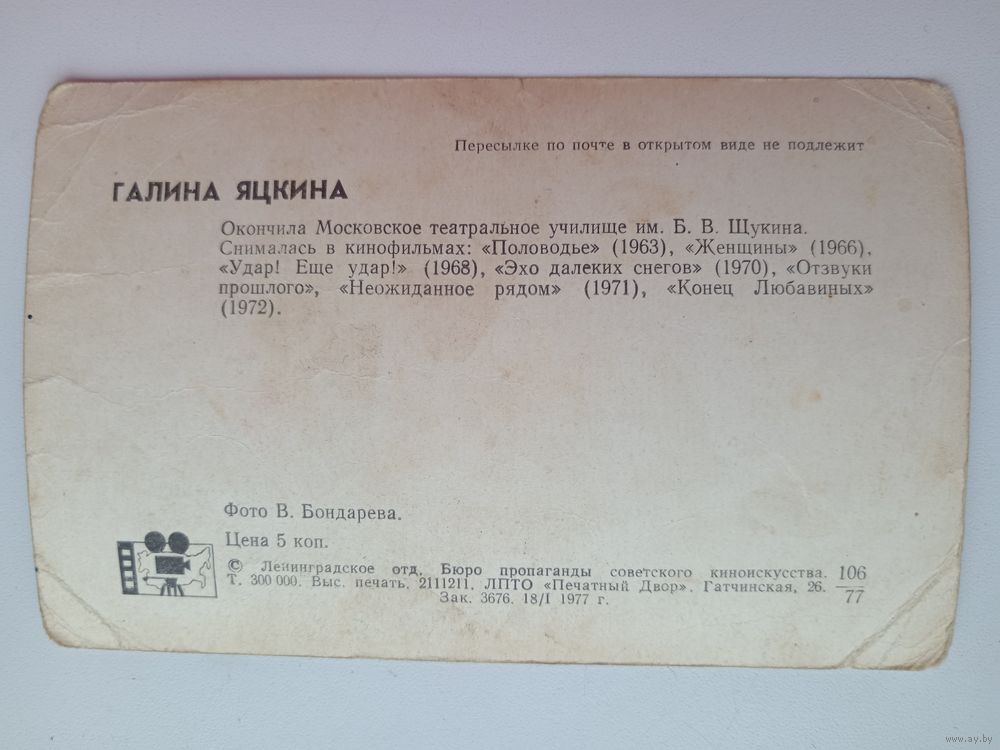 Пересылке по почте в открытом виде не подлежит
ГАЛИНА ЯЦКИНА
Окончила Московское театральное училище им. Б. В. Щукина.
Снималась в кинофильмах: «Половодье» (1963), «Женщины» (1966),
«Удар! Еще удар!» (1968), «Эхо далеких снегов» (1970), «Отзвуки
прошлого», «Неожиданное рядом» (1971), «Конец Любавиных»
(1972).
Фото В. Бондарева.
Цена 5 коп.
© Ленинградское отд. Бюро пропаганды советского киноискусства. 106
Т. 300 000. Выс. печать. 2111211. ЛПТО «Печатный Двор». Гатчинская, 26. 77
Зак. 3676. 18/I 1977 г.
www.ay.by